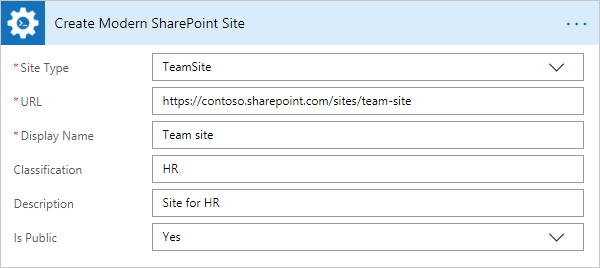 Create Modern SharePoint Site ...
* Site Type TeamSite
* URL https://contoso.sharepoint.com/sites/team-site
* Display Name Team site
Classification HR
Description Site for HR
Is Public Yes